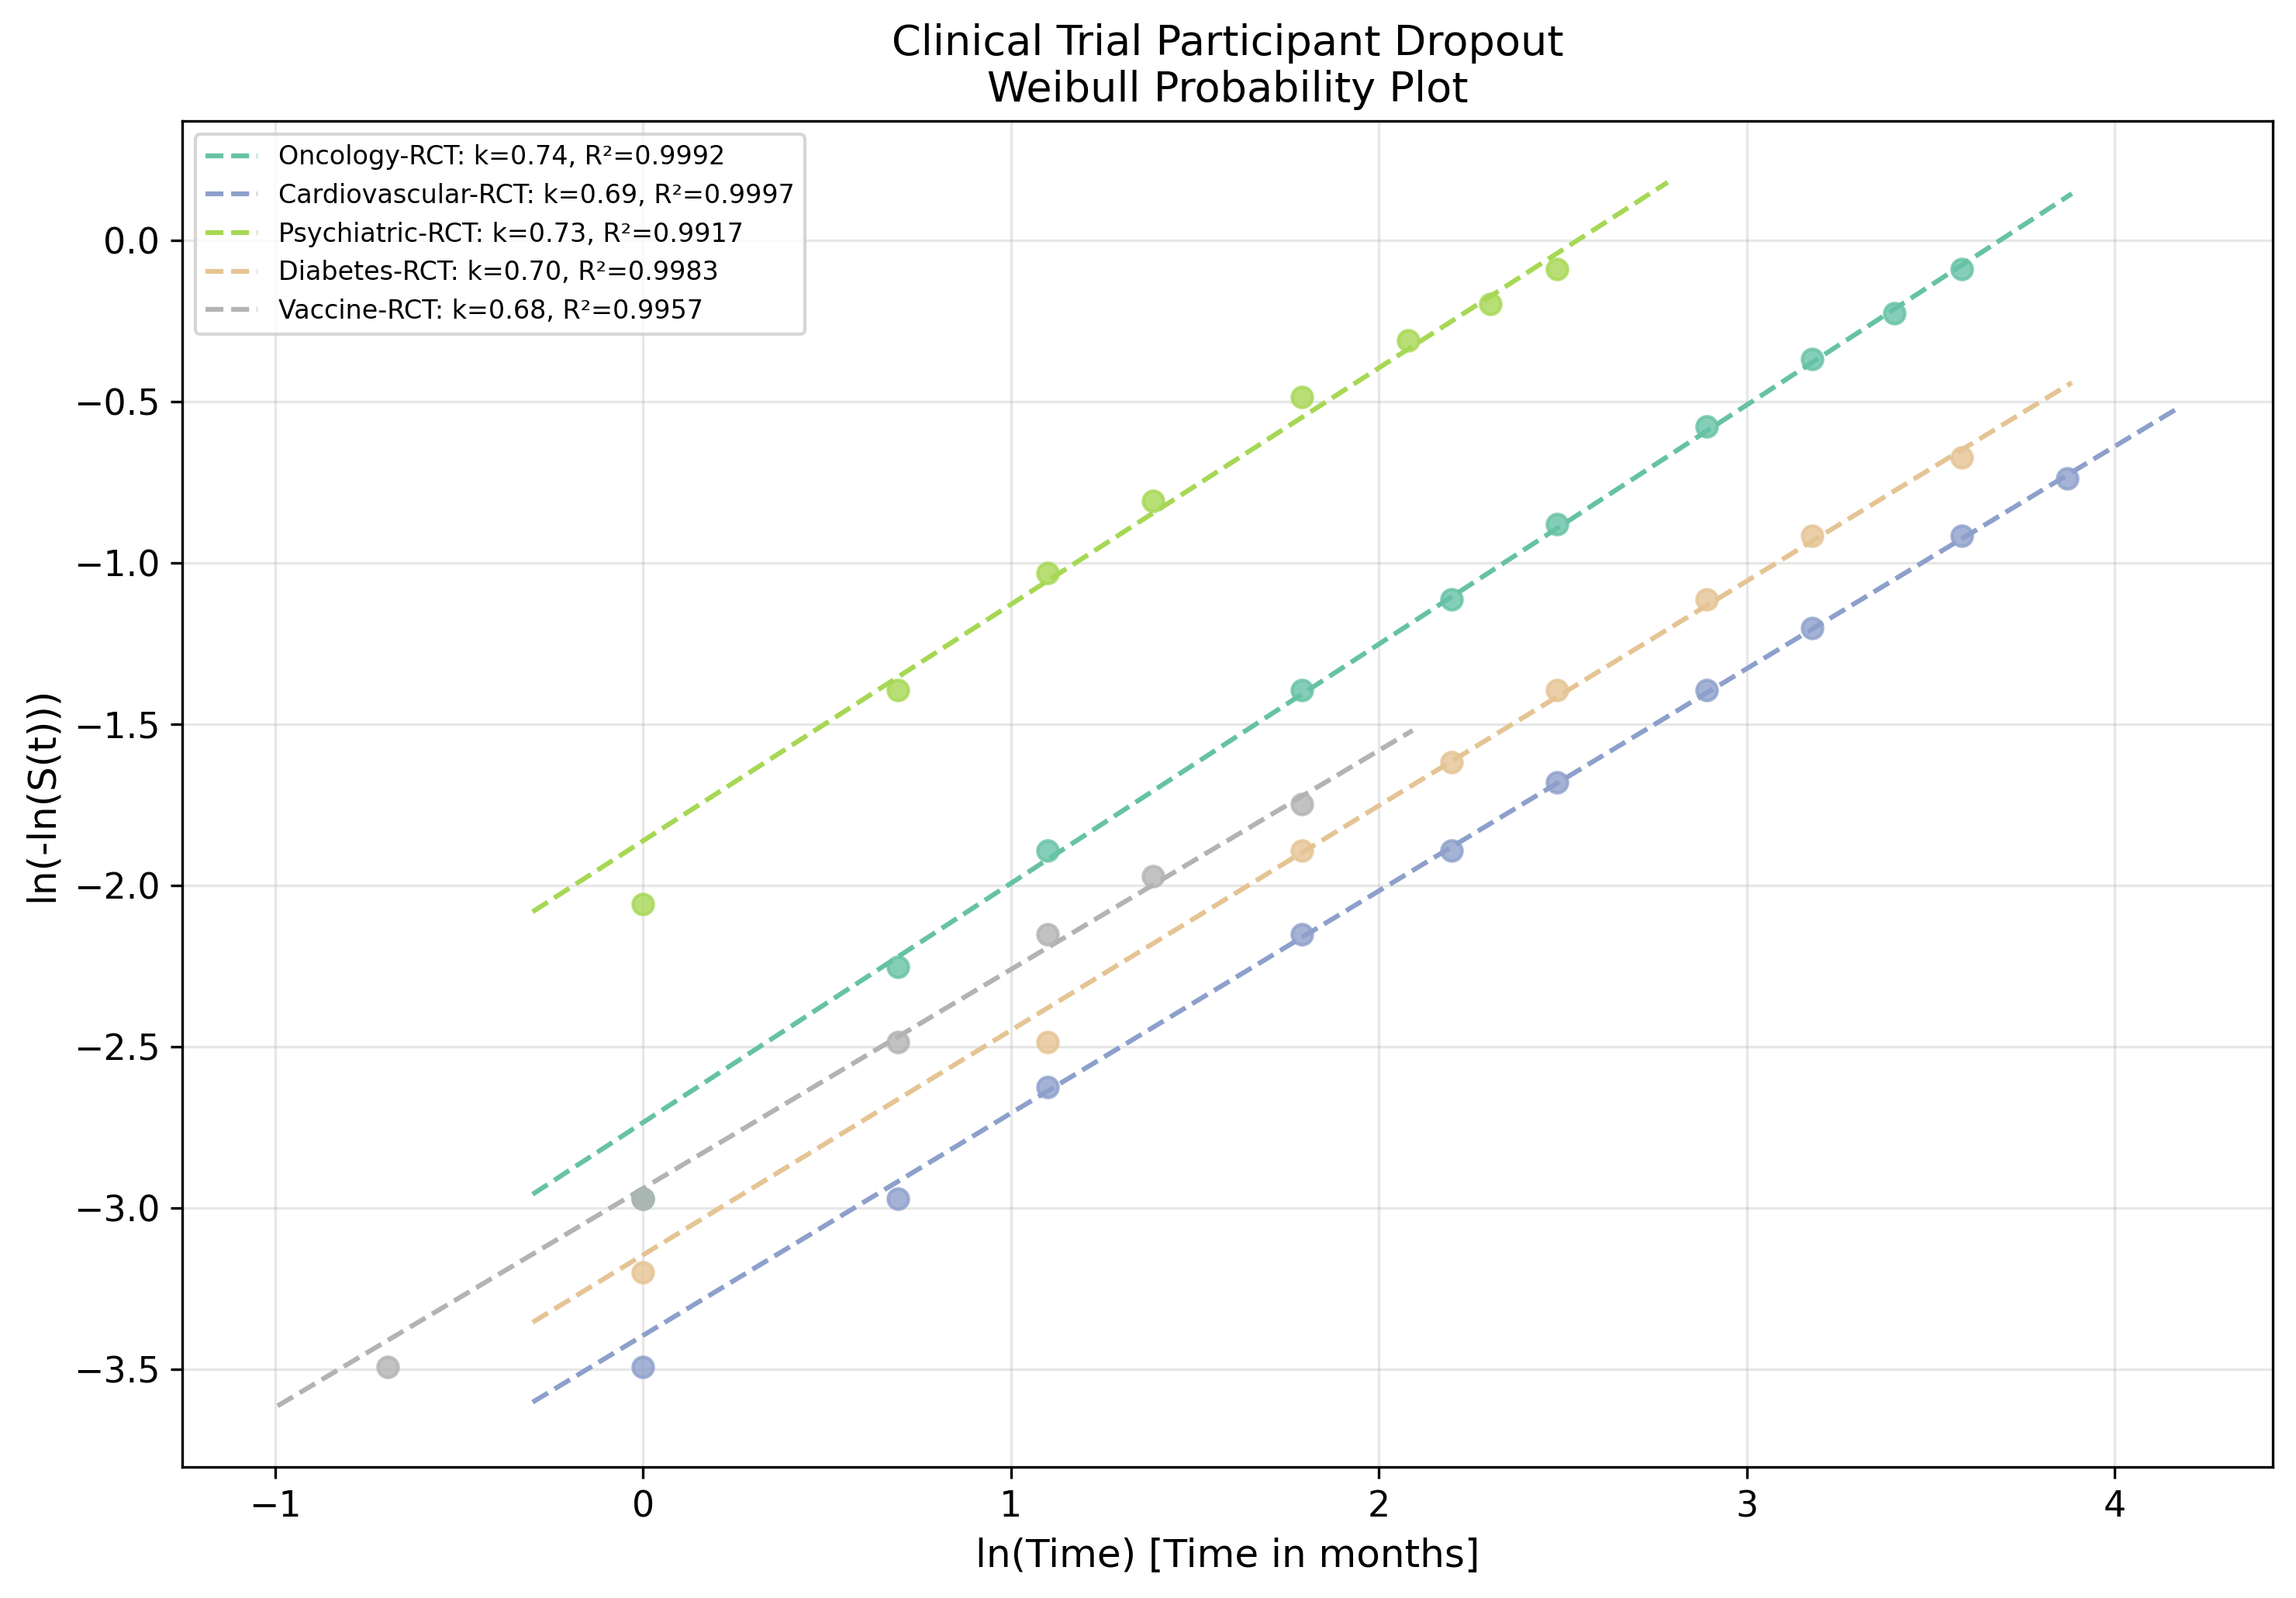 Clinical Trial Participant Dropout
Weibull Probability Plot
Oncology-RCT: k=0.74, R²=0.9992
Cardiovascular-RCT: k=0.69, R²=0.9997
Psychiatric-RCT: k=0.73, R²=0.9917
Diabetes-RCT: k=0.70, R²=0.9983
Vaccine-RCT: k=0.68, R²=0.9957
ln(-ln(S(t)))
0.0
−0.5
−1.0
−1.5
−2.0
−2.5
−3.0
−3.5
−1 0 1 2 3 4
ln(Time) [Time in months]